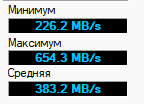 Минимум
226.2 MB/s
Максимум
654.3 MB/s
Средняя
383.2 MB/s